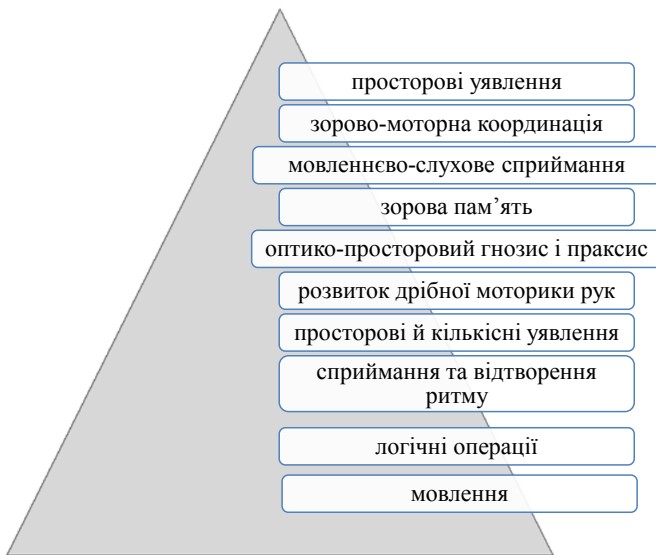 просторові уявлення
зорово-моторна координація
мовленнєво-слухове сприймання
зорова пам’ять
оптико-просторовий гнозис і праксис
розвиток дрібної моторики рук
просторові й кількісні уявлення
сприймання та відтворення
ритму
логічні операції
мовлення